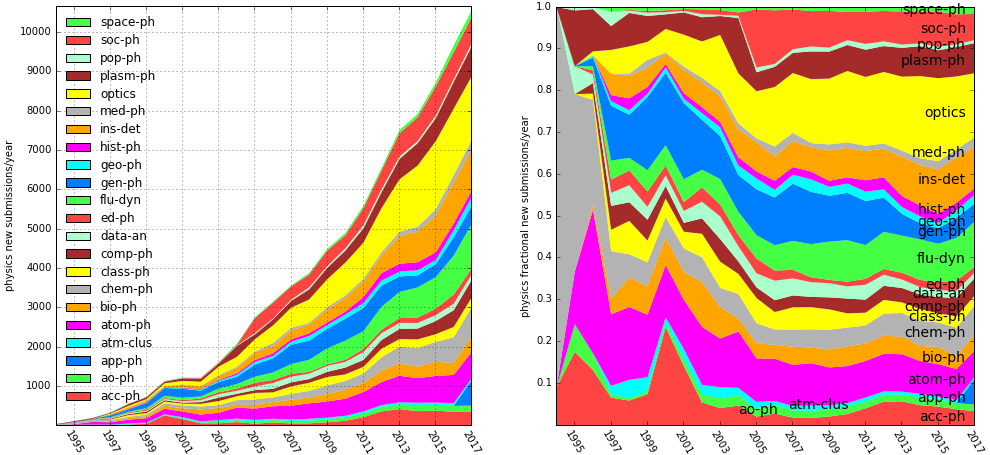 physics new submissions/year
10000
9000
8000
7000
6000
5000
4000
3000
2000
1000
space-ph
soc-ph
pop-ph
plasm-ph
optics
med-ph
ins-det
hist-ph
geo-ph
gen-ph
flu-dyn
ed-ph
data-an
comp-ph
class-ph
chem-ph
bio-ph
atom-ph
atm-clus
app-ph
ao-ph
acc-ph
1995
1997
1999
2001
2003
2005
2007
2009
2011
2013
2015
2017
physics fractional new submissions/year
1.0
0.9
0.8
0.7
0.6
0.5
0.4
0.3
0.2
0.1
space-ph
soc-ph
pop-ph
plasm-ph
optics
med-ph
ins-det
hist-ph
geo-ph
gen-ph
flu-dyn
ed-ph
data-an
comp-ph
class-ph
chem-ph
bio-ph
atom-ph
app-ph
atm-clus
ao-ph
acc-ph
1995
1997
1999
2001
2003
2005
2007
2009
2011
2013
2015
2017